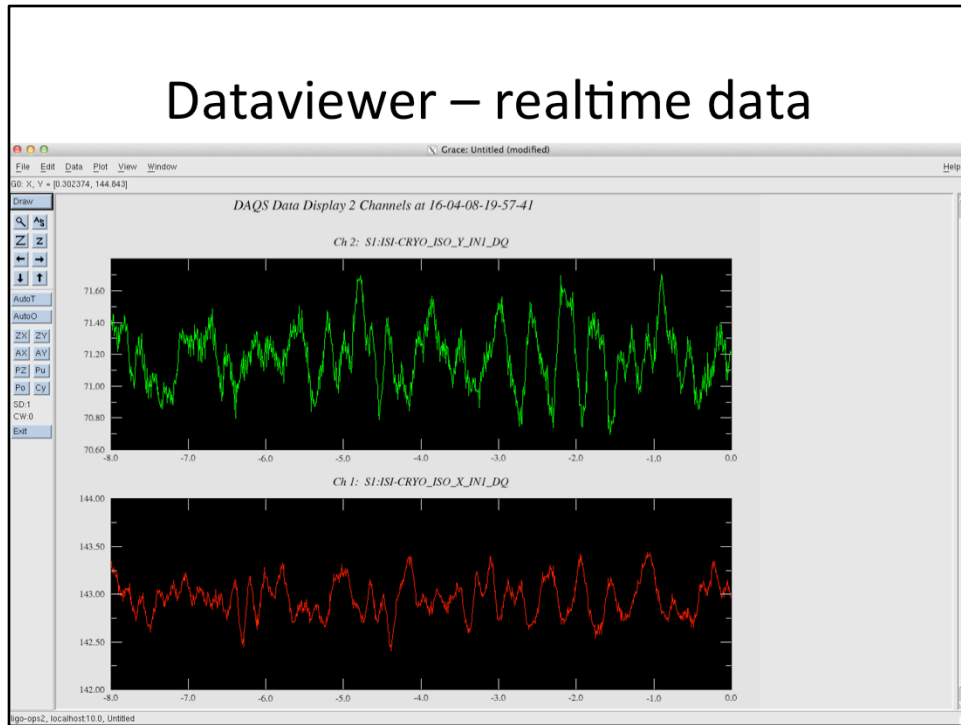 Dataviewer – realtime data
Grace: Untitled (modified)
File Edit Data Plot View Window Help
G0: X, Y = [0.302374, 144.843]
Draw
AS
Z z
AutoT
AutoO
ZX ZY
AX AY
PZ Pu
Po Cy
SD:1
CW:0
Exit
DAQS Data Display 2 Channels at 16-04-08-19-57-41
Ch 2: S1:ISI-CRYO_ISO_Y_IN1_DQ
71.60
71.40
71.20
71.00
70.80
70.60
-8.0 -7.0 -6.0 -5.0 -4.0 -3.0 -2.0 -1.0 0.0
Ch 1: S1:ISI-CRYO_ISO_X_IN1_DQ
144.00
143.50
143.00
142.50
142.00
-8.0 -7.0 -6.0 -5.0 -4.0 -3.0 -2.0 -1.0 0.0
ligo-ops2, localhost:10.0, Untitled